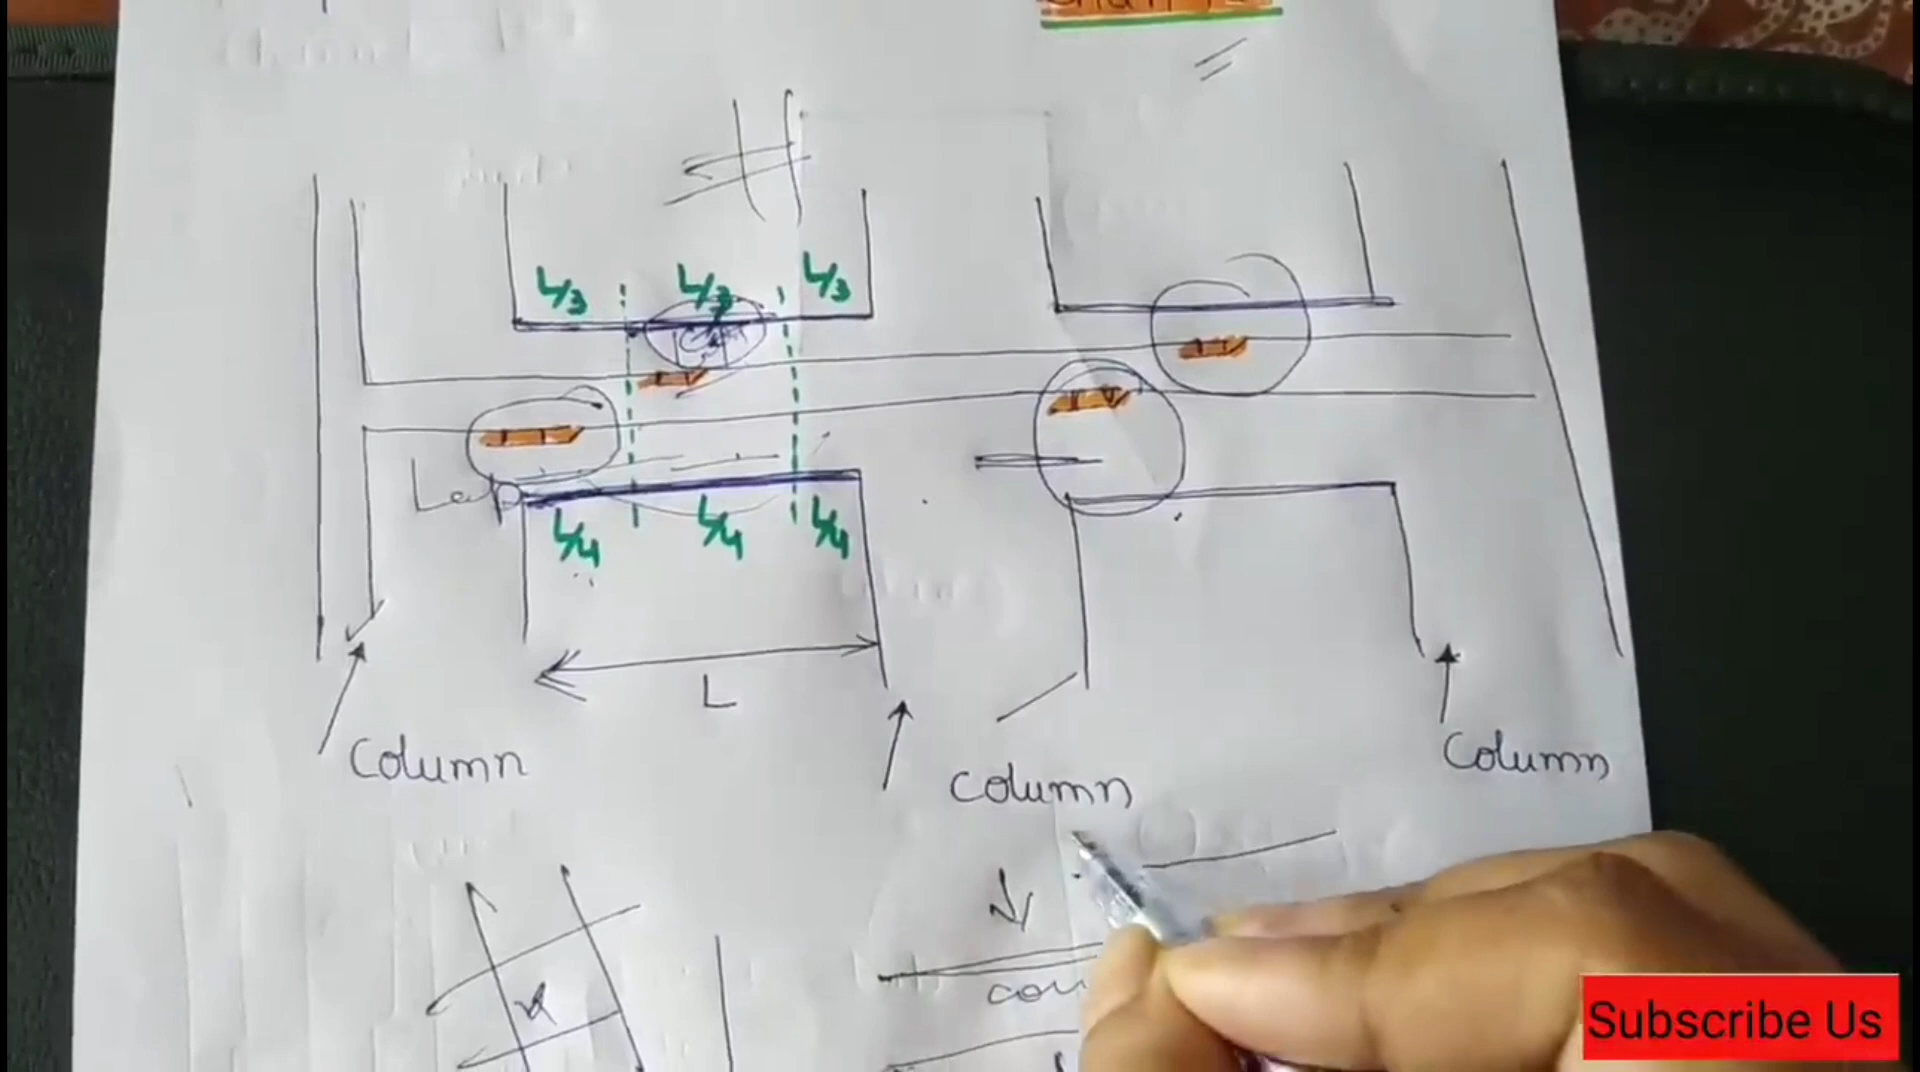 L/3 L/3 L/3
Lap
L/4 L/4 L/4
L
Column
Column
Column
Subscribe Us